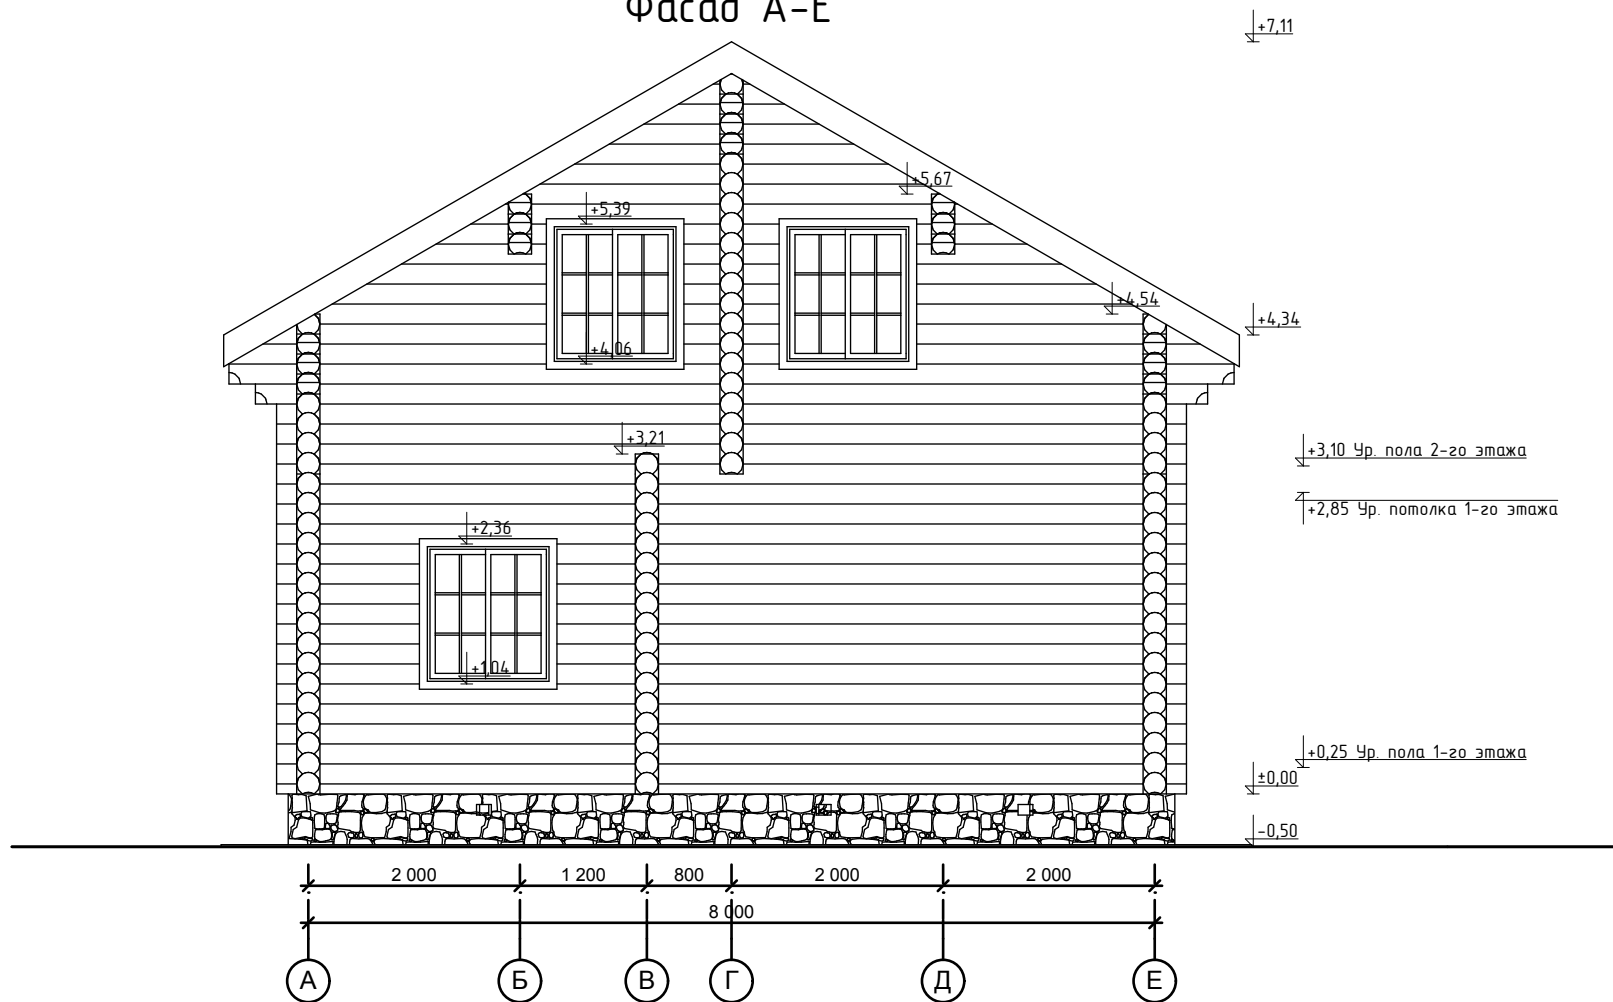 Фасад А-Е
+7,11
+5,67
+5,39
+4,54
+4,34
+4,06
+3,21
+3,10 Ур. пола 2-го этажа
+2,85 Ур. потолка 1-го этажа
+2,36
+1,04
+0,25 Ур. пола 1-го этажа
±0,00
-0,50
2 000
1 200
800
2 000
2 000
8 000
А
Б
В
Г
Д
Е